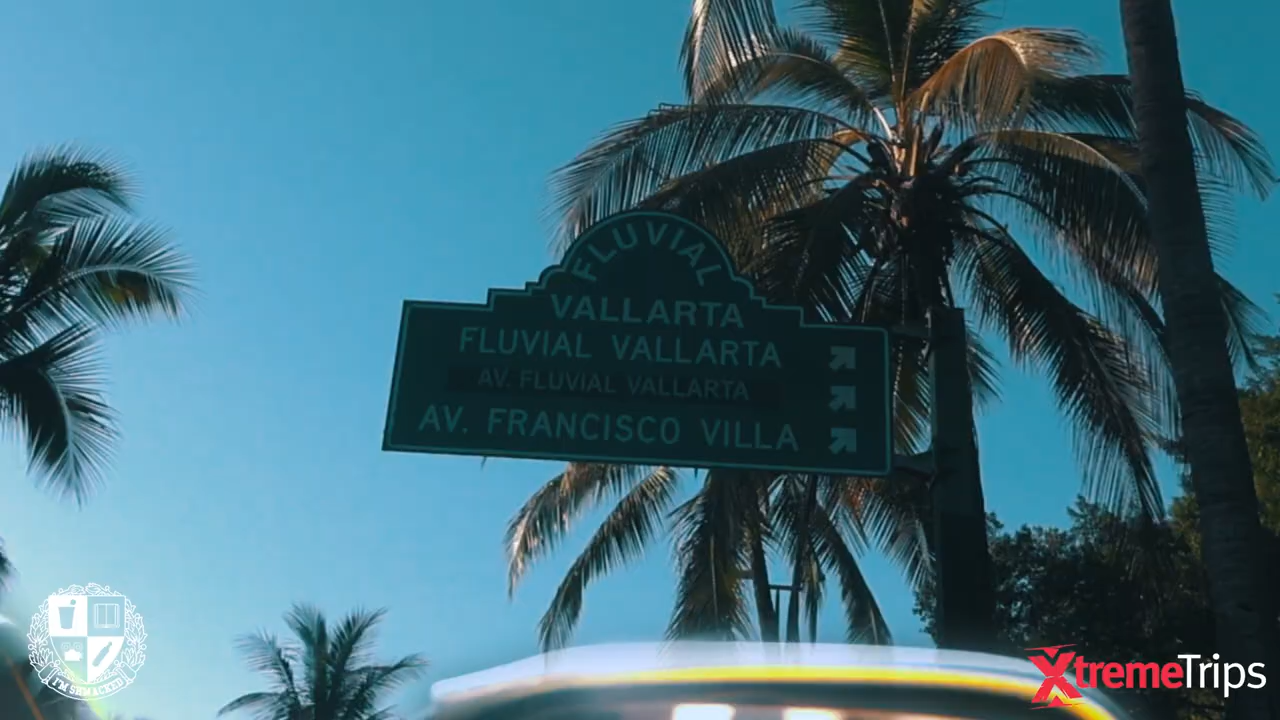 FLUVIAL
VALLARTA
FLUVIAL VALLARTA
AV. FLUVIAL VALLARTA
AV. FRANCISCO VILLA
I'M SHMACKED
XtremeTrips